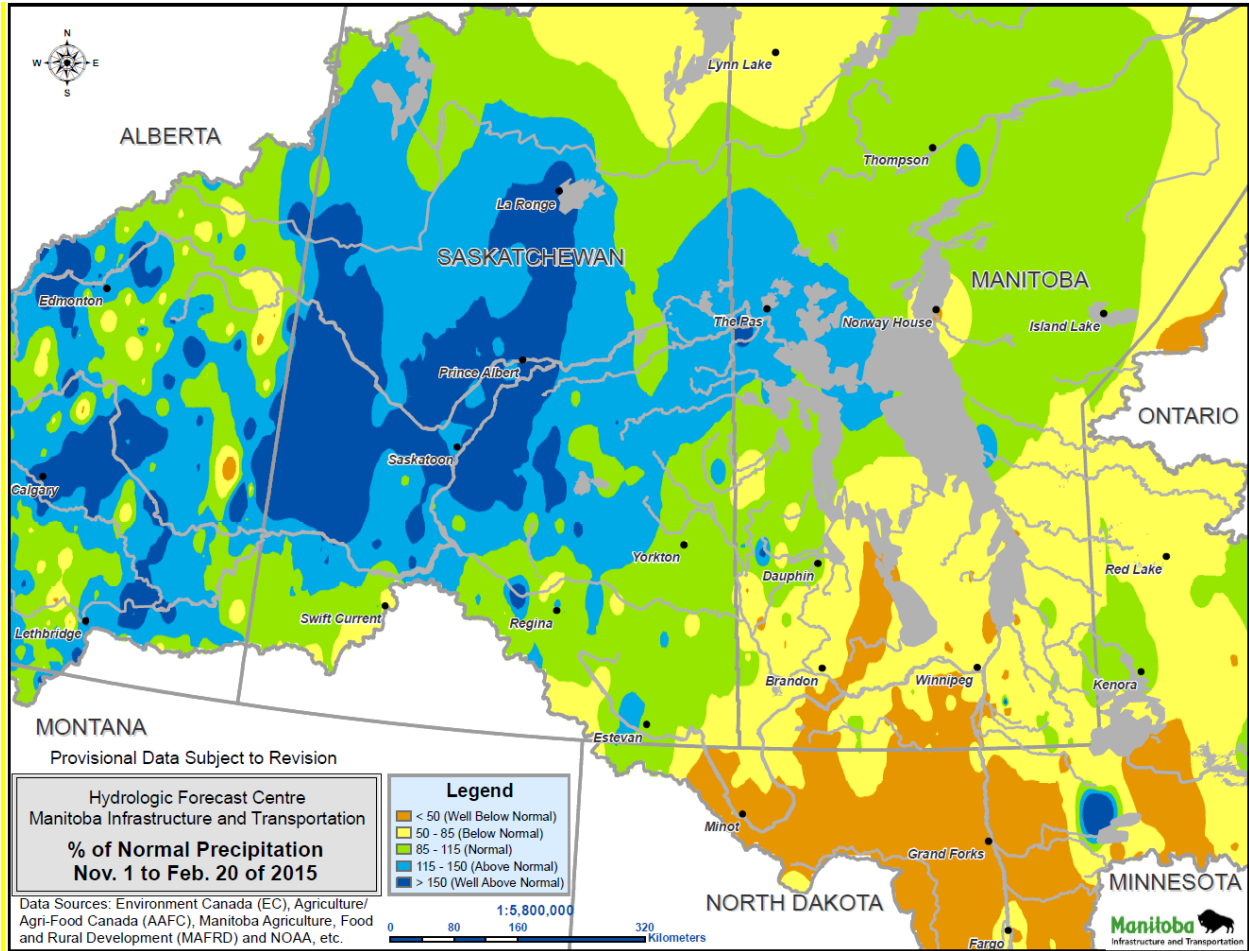 N
W E
S
ALBERTA
Lynn Lake
Thompson
La Ronge
SASKATCHEWAN
MANITOBA
Edmonton
The Pas
Norway House
Island Lake
Prince Albert
ONTARIO
Saskatoon
Calgary
Yorkton
Dauphin
Red Lake
Swift Current
Regina
Lethbridge
Brandon
Winnipeg
Kenora
Estevan
MONTANA
Provisional Data Subject to Revision
Hydrologic Forecast Centre
Manitoba Infrastructure and Transportation
% of Normal Precipitation
Nov. 1 to Feb. 20 of 2015
Data Sources: Environment Canada (EC), Agriculture/
Agri-Food Canada (AAFC), Manitoba Agriculture, Food
and Rural Development (MAFRD) and NOAA, etc.
Legend
< 50 (Well Below Normal)
50 - 85 (Below Normal)
85 - 115 (Normal)
115 - 150 (Above Normal)
> 150 (Well Above Normal)
1:5,800,000
0 80 160 320
Kilometers
Minot
Grand Forks
NORTH DAKOTA
MINNESOTA
Fargo
Manitoba
Infrastructure and Transportation